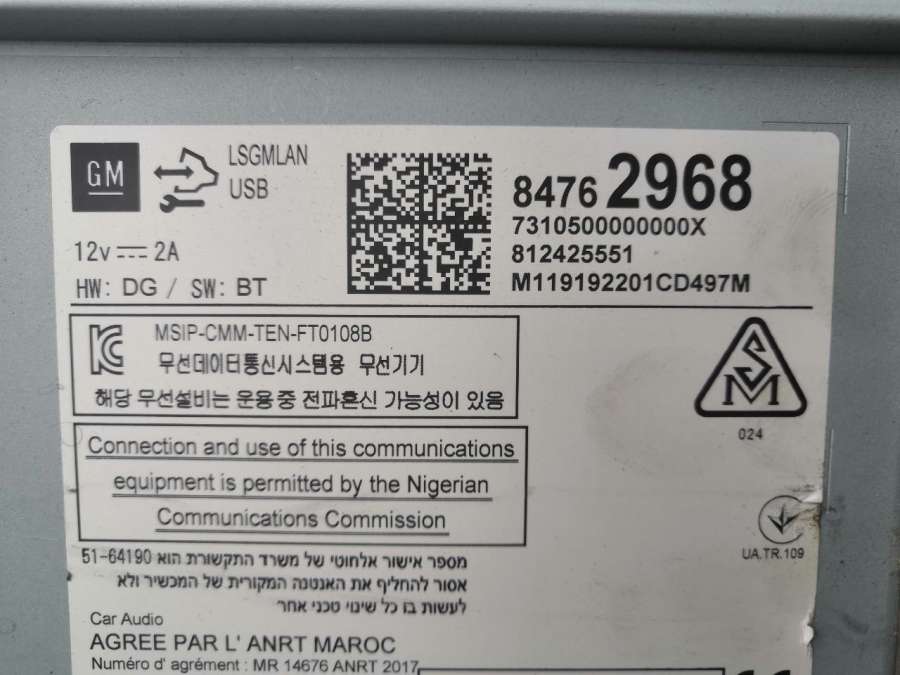 GM
LSGMLAN
USB
8476 2968
7310500000000X
812425551
M119192201CD497M
12v 2A
HW: DG / SW: BT
MSIP-CMM-TEN-FT0108B
무선데이터통신시스템용 무선기기
해당 무선설비는 운용 중 전파혼신 가능성이 있음
SM
024
Connection and use of this communications
equipment is permitted by the Nigerian
Communications Commission
UA.TR.109
מספר אישור אלחוטי של משרד התקשורת הוא 51-64190
אסור להחליף את האנטנה המקורית של המכשיר ולא
לעשות בו כל שינוי טכני אחר
Car Audio
AGREE PAR L' ANRT MAROC
Numéro d' agrément : MR 14676 ANRT 2017